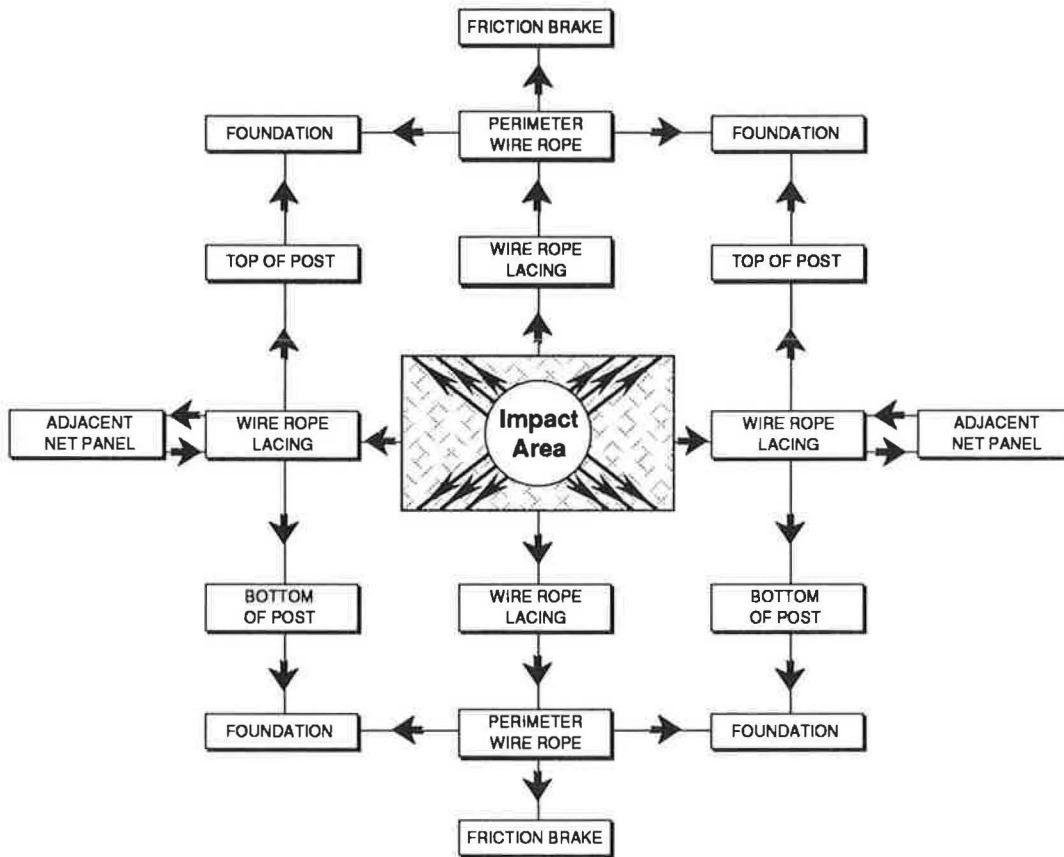 FRICTION BRAKE
FOUNDATION
PERIMETER
WIRE ROPE
FOUNDATION
TOP OF POST
WIRE ROPE
LACING
TOP OF POST
ADJACENT
NET PANEL
WIRE ROPE
LACING
Impact
Area
WIRE ROPE
LACING
ADJACENT
NET PANEL
BOTTOM
OF POST
WIRE ROPE
LACING
BOTTOM
OF POST
FOUNDATION
PERIMETER
WIRE ROPE
FOUNDATION
FRICTION BRAKE